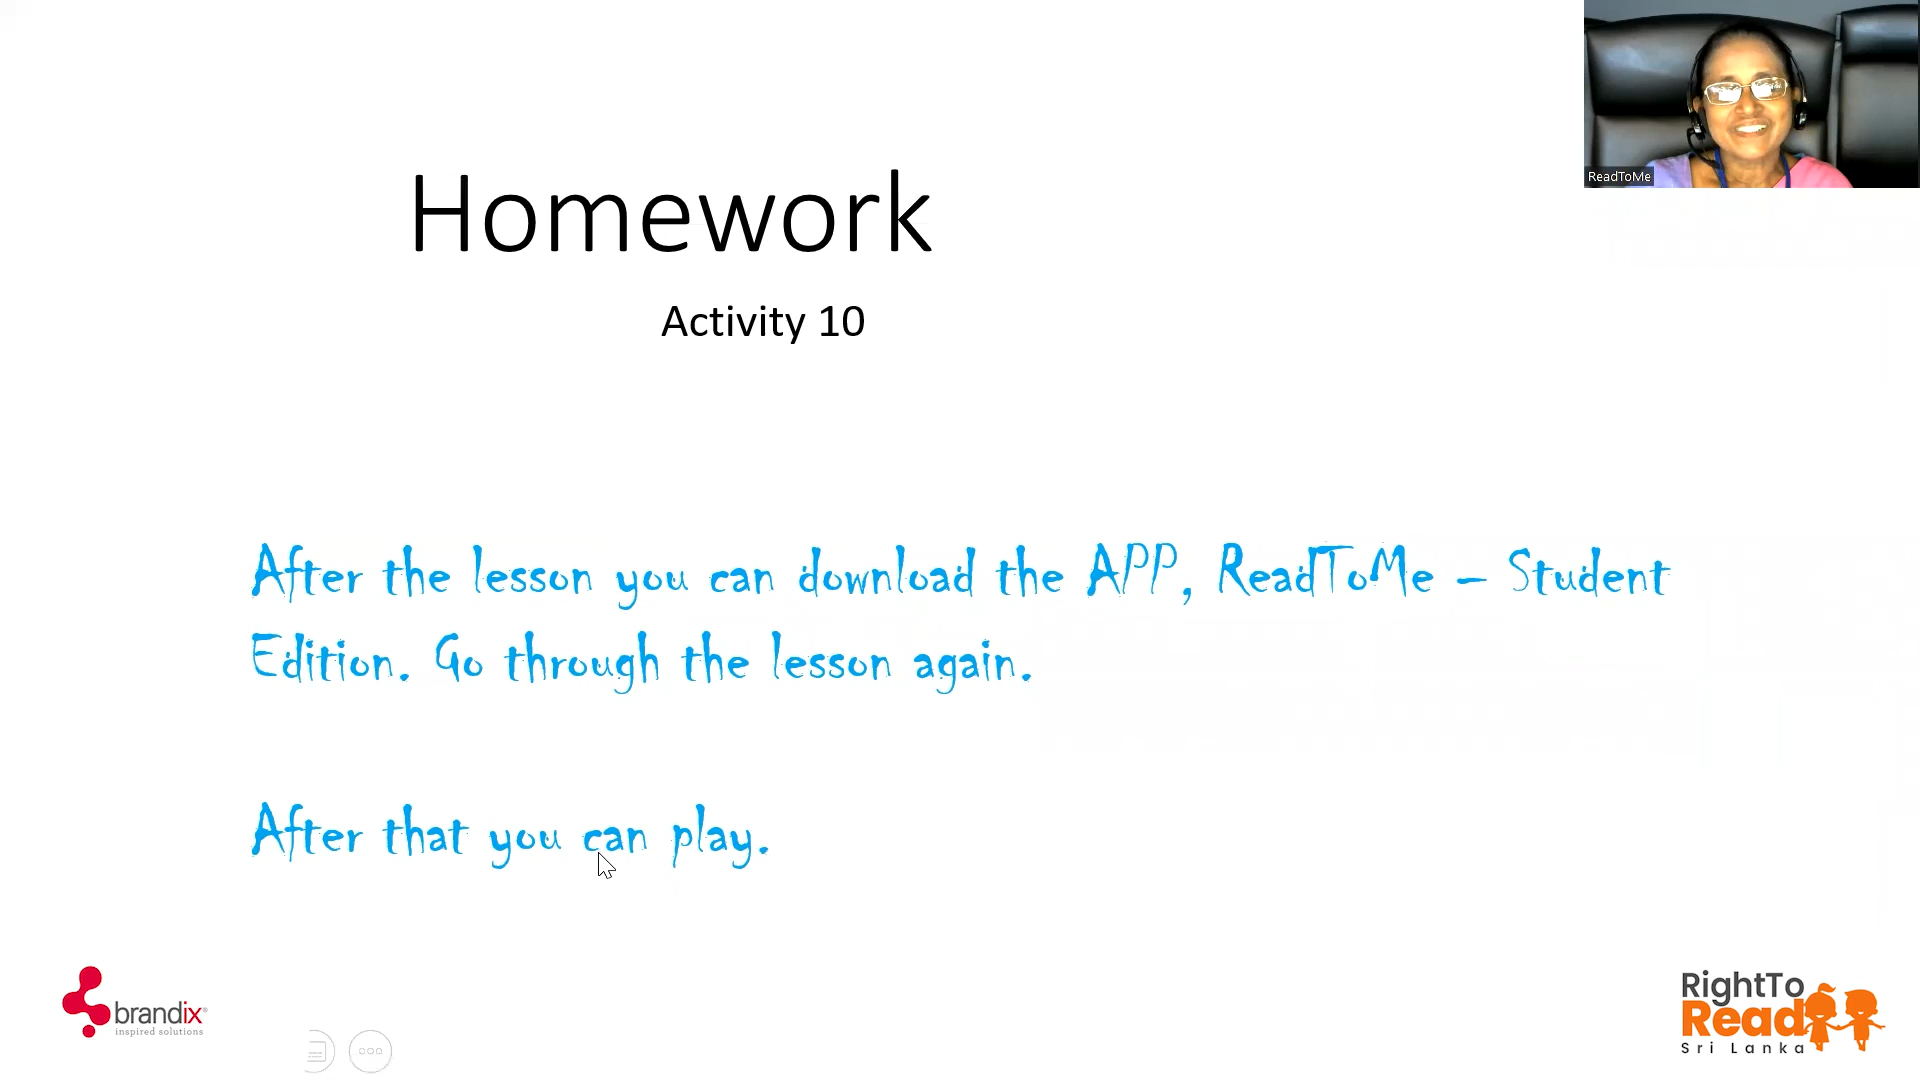 ReadToMe
Homework
Activity 10
After the lesson you can download the APP, ReadToMe – Student
Edition. Go through the lesson again.
After that you can play.
brandix
inspired solutions
RightTo
Read
Sri Lanka